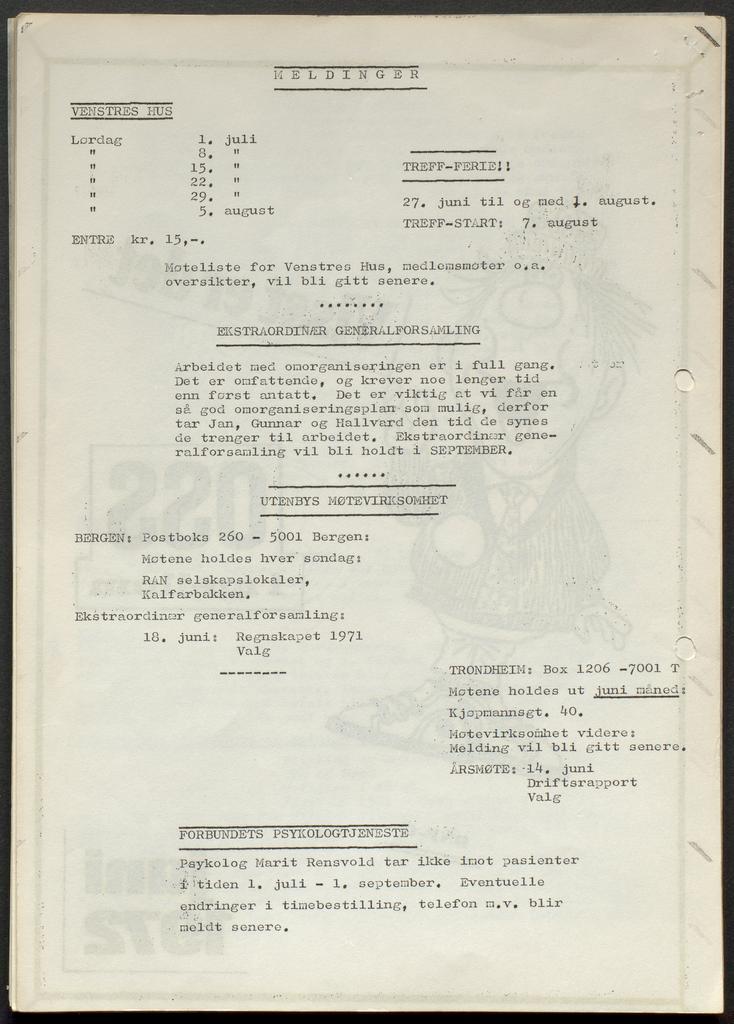 MELDINGER
VENSTRES HUS
Lørdag 1. juli
" 8. "
" 15. "
" 22. "
" 29. "
" 5. august
ENTRE kr. 15,-.
TREFF-FERIE!!
27. juni til og med 1. august.
TREFF-START: 7. august
Møteliste for Venstres Hus, medlemsmøter o.a.
oversikter, vil bli gitt senere.
........
EKSTRAORDINÆR GENERALFORSAMLING
Arbeidet med omorganiseringen er i full gang.
Det er omfattende, og krever noe lenger tid
enn først antatt. Det er viktig at vi får en
så god omorganiseringsplan som mulig, derfor
tar Jan, Gunnar og Hallvard den tid de synes
de trenger til arbeidet. Ekstraordinær gene-
ralforsamling vil bli holdt i SEPTEMBER.
......
UTENBYS MØTEVIRKSOMHET
BERGEN: Postboks 260 - 5001 Bergen:
Møtene holdes hver søndag:
RAN selskapslokaler,
Kalfarbakken.
Ekstraordinær generalforsamling:
18. juni: Regnskapet 1971
Valg
--------
TRONDHEIM: Box 1206 -7001 T
Møtene holdes ut juni måned:
Kjøpmannsgt. 40.
Møtevirksomhet videre:
Melding vil bli gitt senere.
ÅRSMØTE: 14. juni
Driftsrapport
Valg
FORBUNDETS PSYKOLOGTJENESTE
Psykolog Marit Rensvold tar ikke imot pasienter
i tiden 1. juli - 1. september. Eventuelle
endringer i timebestilling, telefon m.v. blir
meldt senere.